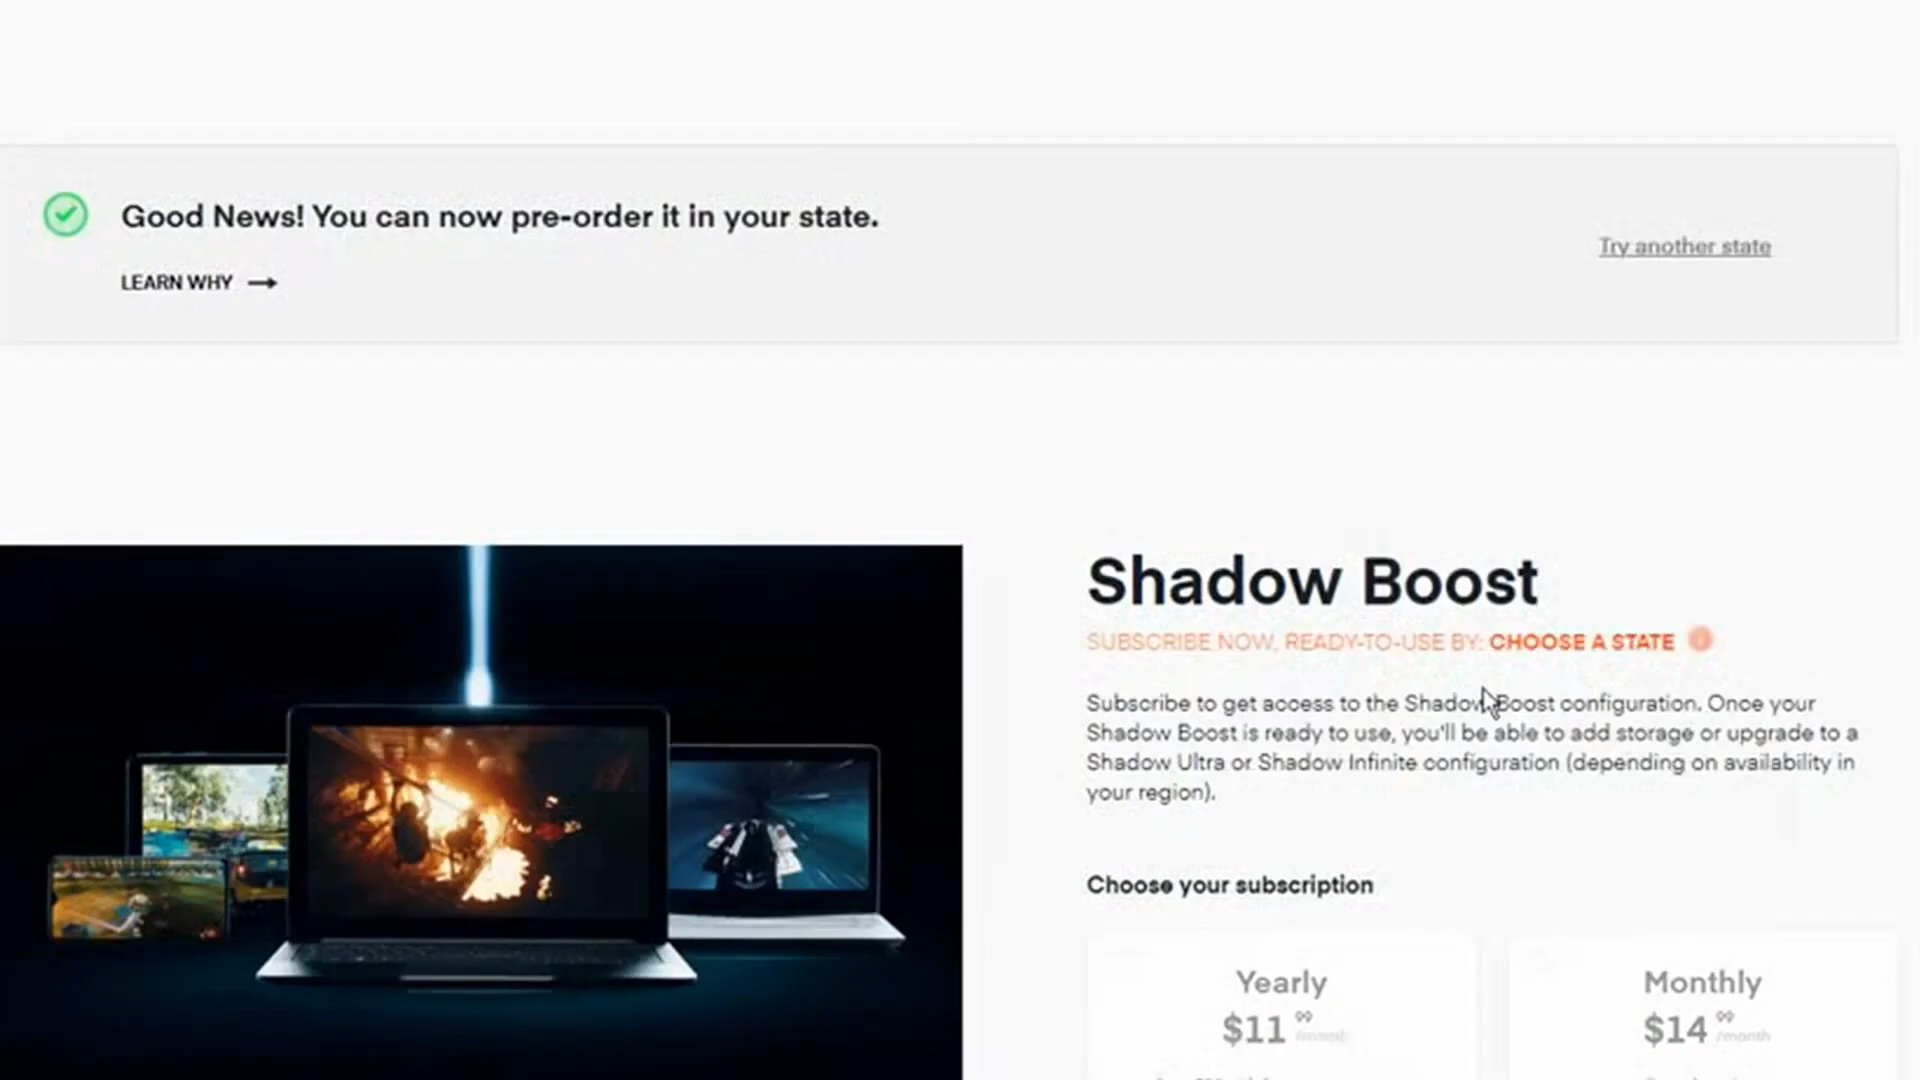 Good News! You can now pre-order it in your state.
LEARN WHY
Try another state
Shadow Boost
SUBSCRIBE NOW, READY-TO-USE BY: CHOOSE A STATE
Subscribe to get access to the Shadow Boost configuration. Once your
Shadow Boost is ready to use, you'll be able to add storage or upgrade to a
Shadow Ultra or Shadow Infinite configuration (depending on availability in
your region).
Choose your subscription
Yearly
$11 99 /month
Monthly
$14 99 /month